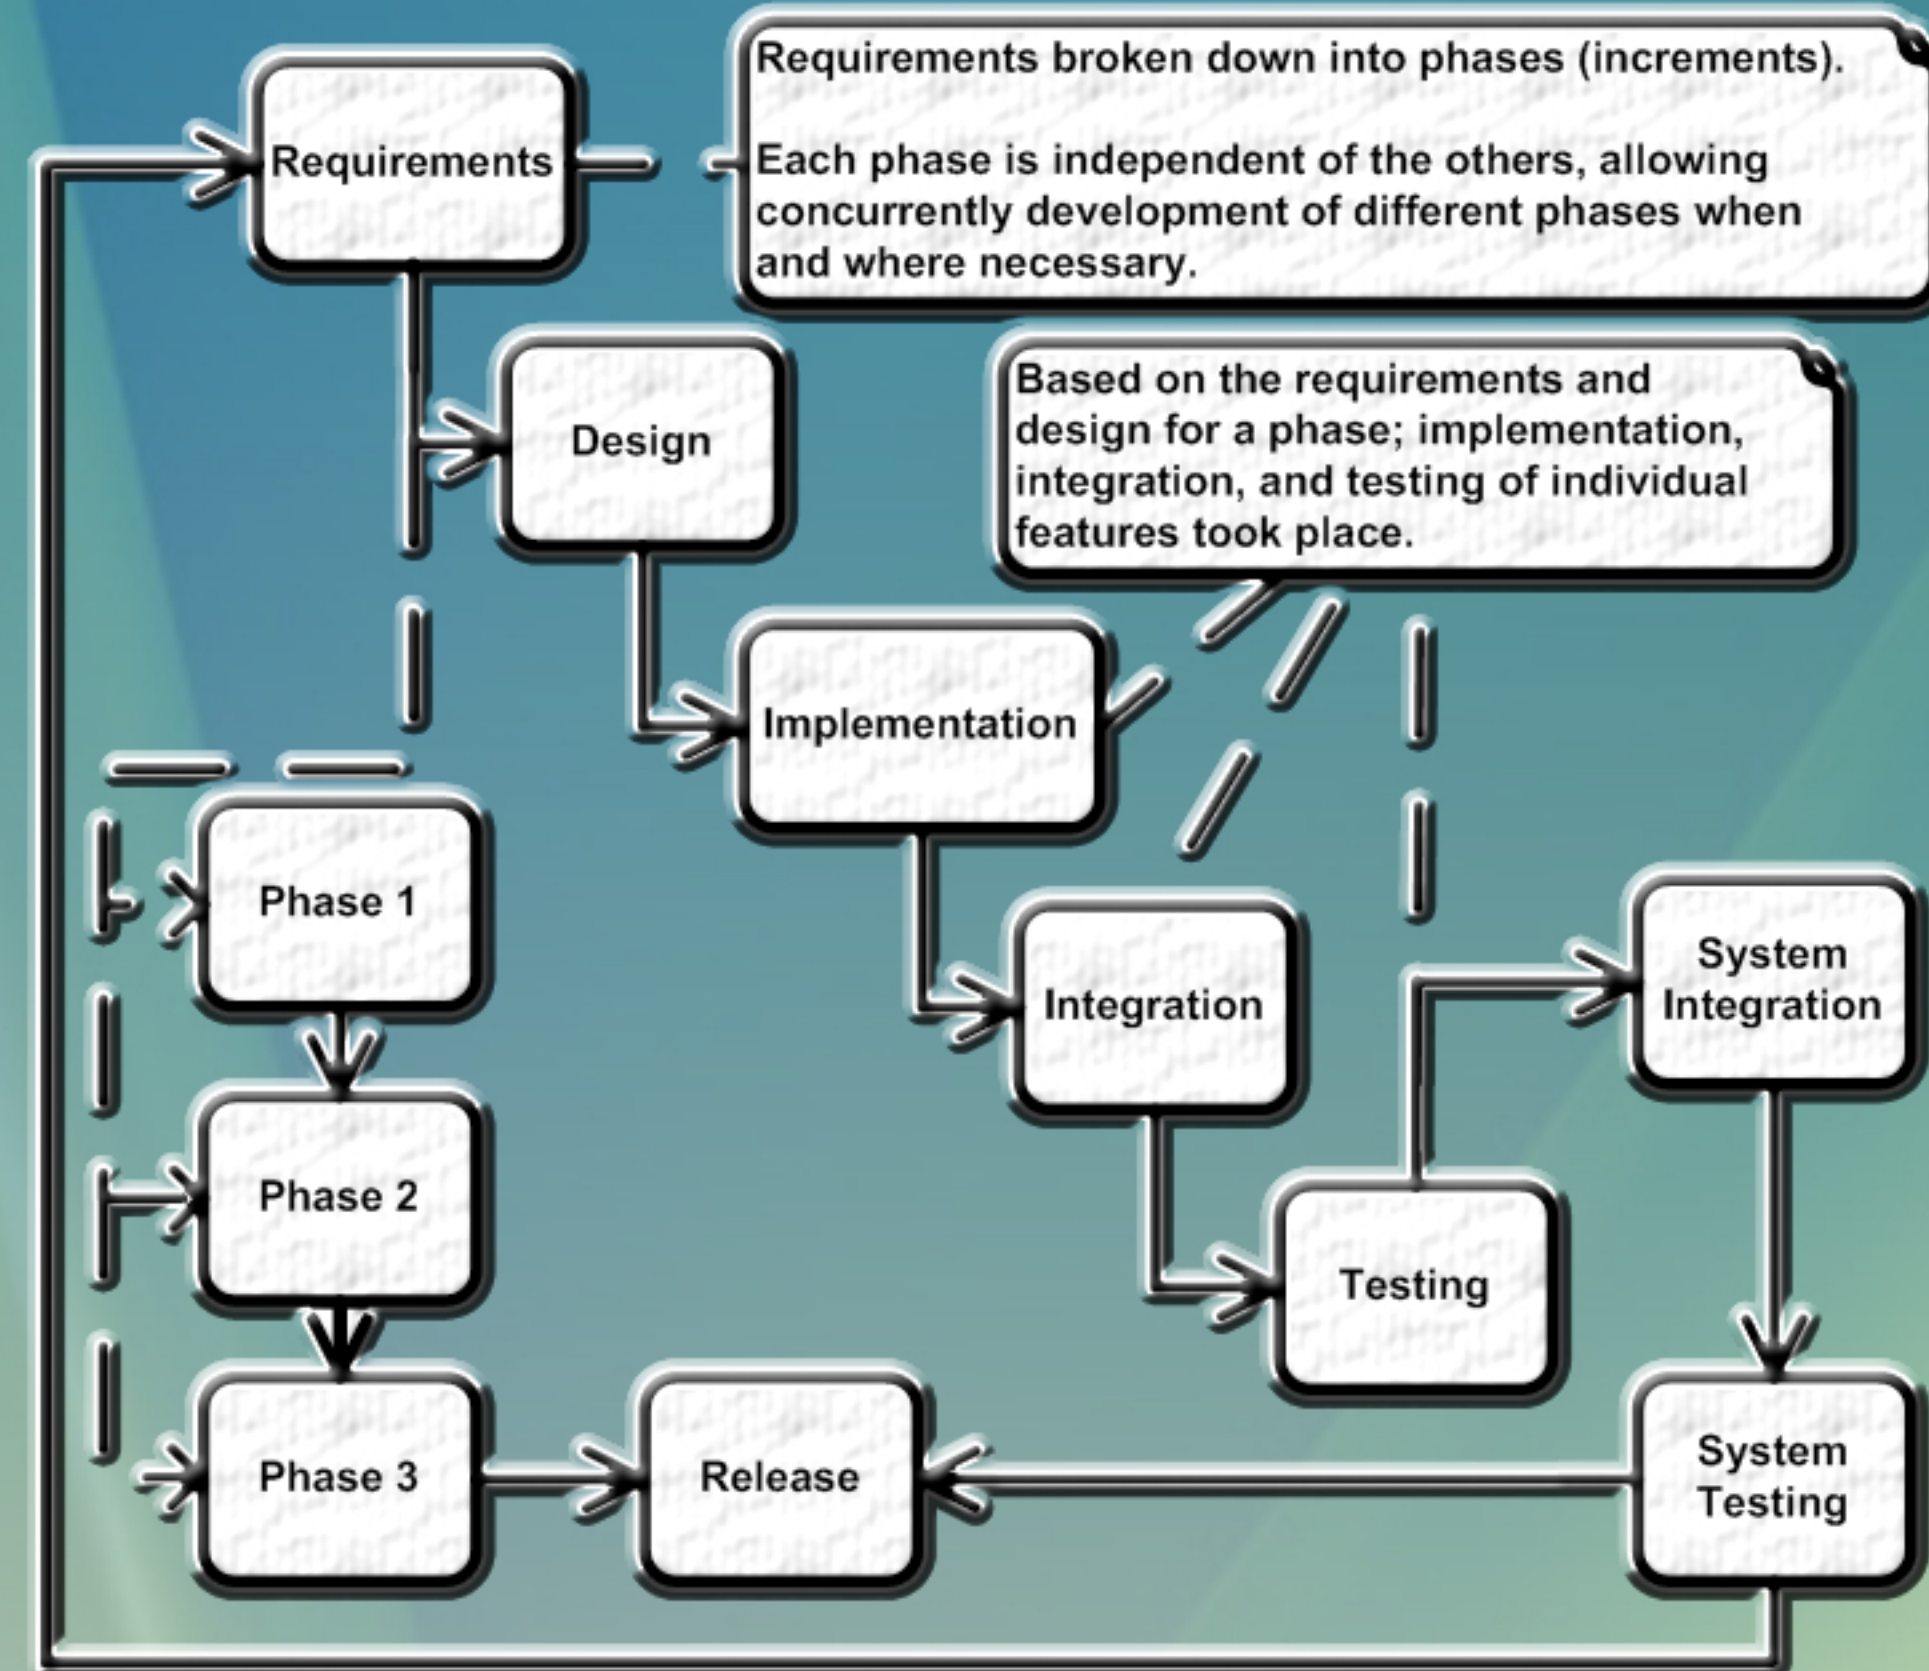 Requirements
Requirements broken down into phases (increments).
Each phase is independent of the others, allowing
concurrently development of different phases when
and where necessary.
Design
Based on the requirements and
design for a phase; implementation,
integration, and testing of individual
features took place.
Implementation
Phase 1
Integration
System
Integration
Phase 2
Testing
Phase 3
Release
System
Testing